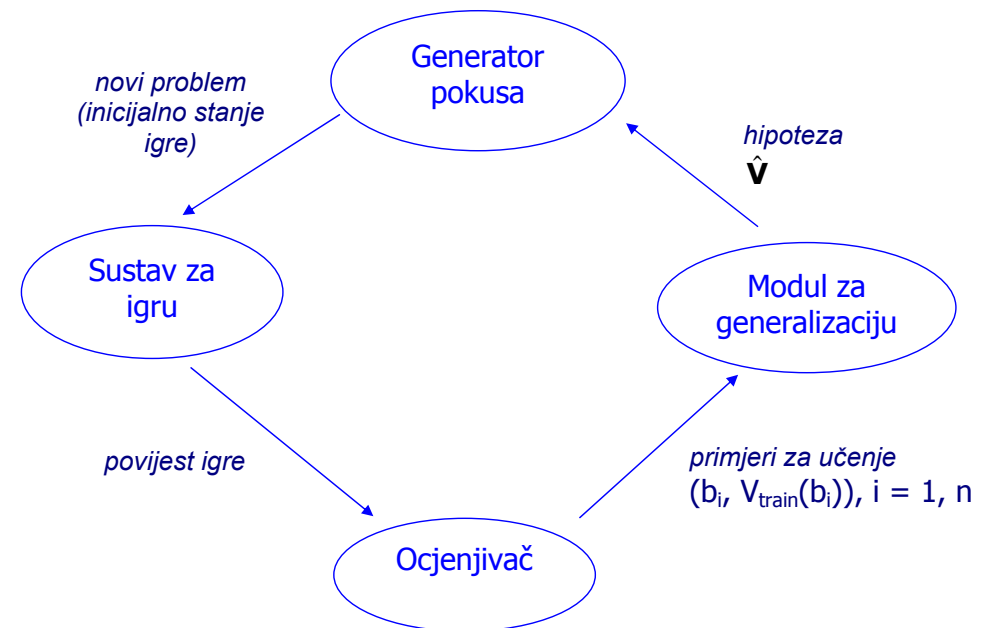 Generator
pokusa
novi problem
(inicijalno stanje
igre)
hipoteza
V̂
Sustav za
igru
Modul za
generalizaciju
povijest igre
primjeri za učenje
(bᵢ, Vₜᵣₐᵢₙ(bᵢ)), i = 1, n
Ocjenjivač